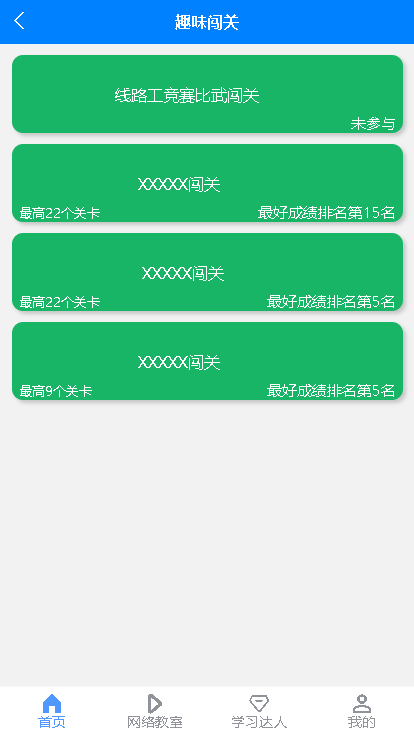 趣味闯关
线路工竞赛比武闯关
未参与
XXXXX闯关
最高22个关卡 最好成绩排名第15名
XXXXX闯关
最高22个关卡 最好成绩排名第5名
XXXXX闯关
最高9个关卡 最好成绩排名第5名
首页 网络教室 学习达人 我的